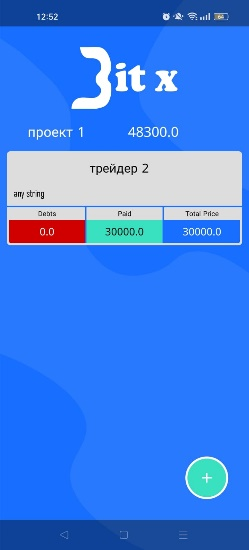 12:52
Bit x
проект 1 48300.0
трейдер 2
any string
Debts Paid Total Price
0.0 30000.0 30000.0
+